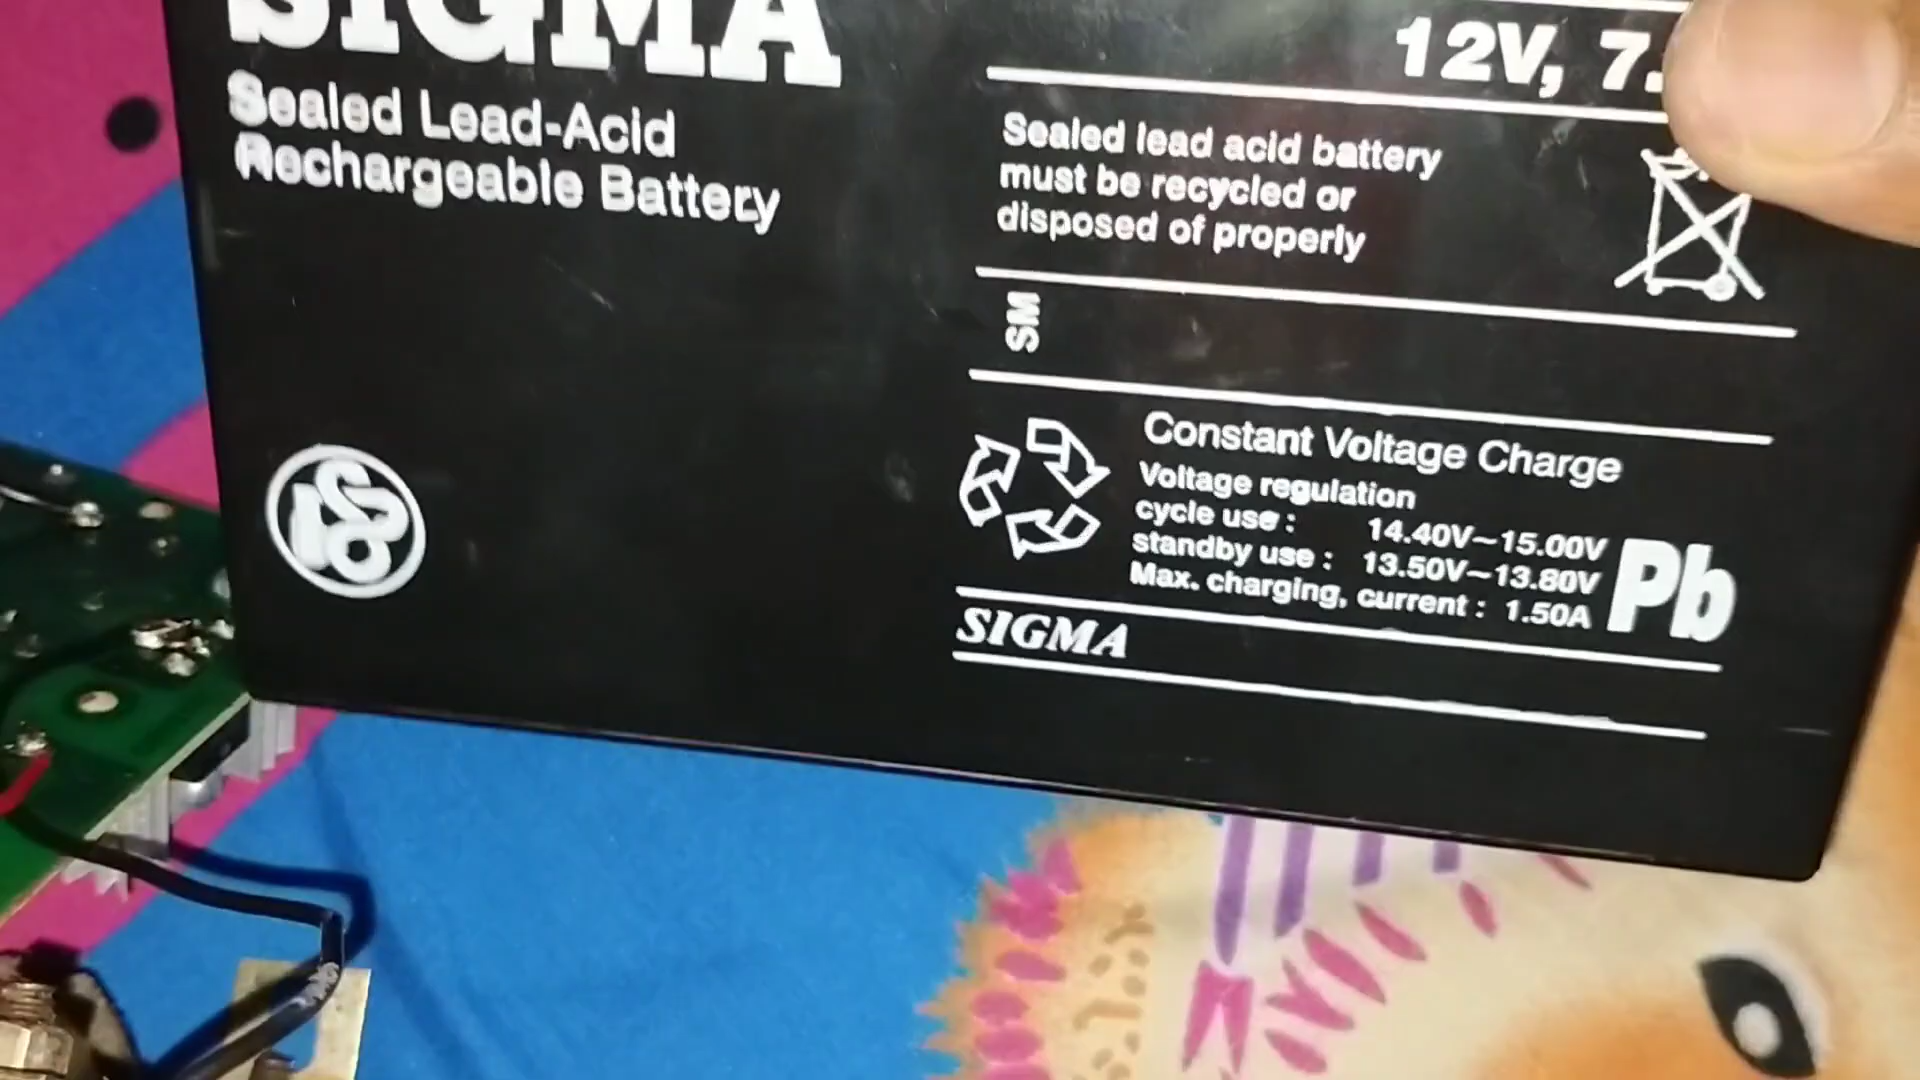 SIGMA
Sealed Lead-Acid
Rechargeable Battery
12V, 7.
Sealed lead acid battery
must be recycled or
disposed of properly
SM
Constant Voltage Charge
Voltage regulation
cycle use : 14.40V~15.00V
standby use : 13.50V~13.80V
Max. charging, current : 1.50A
Pb
SIGMA